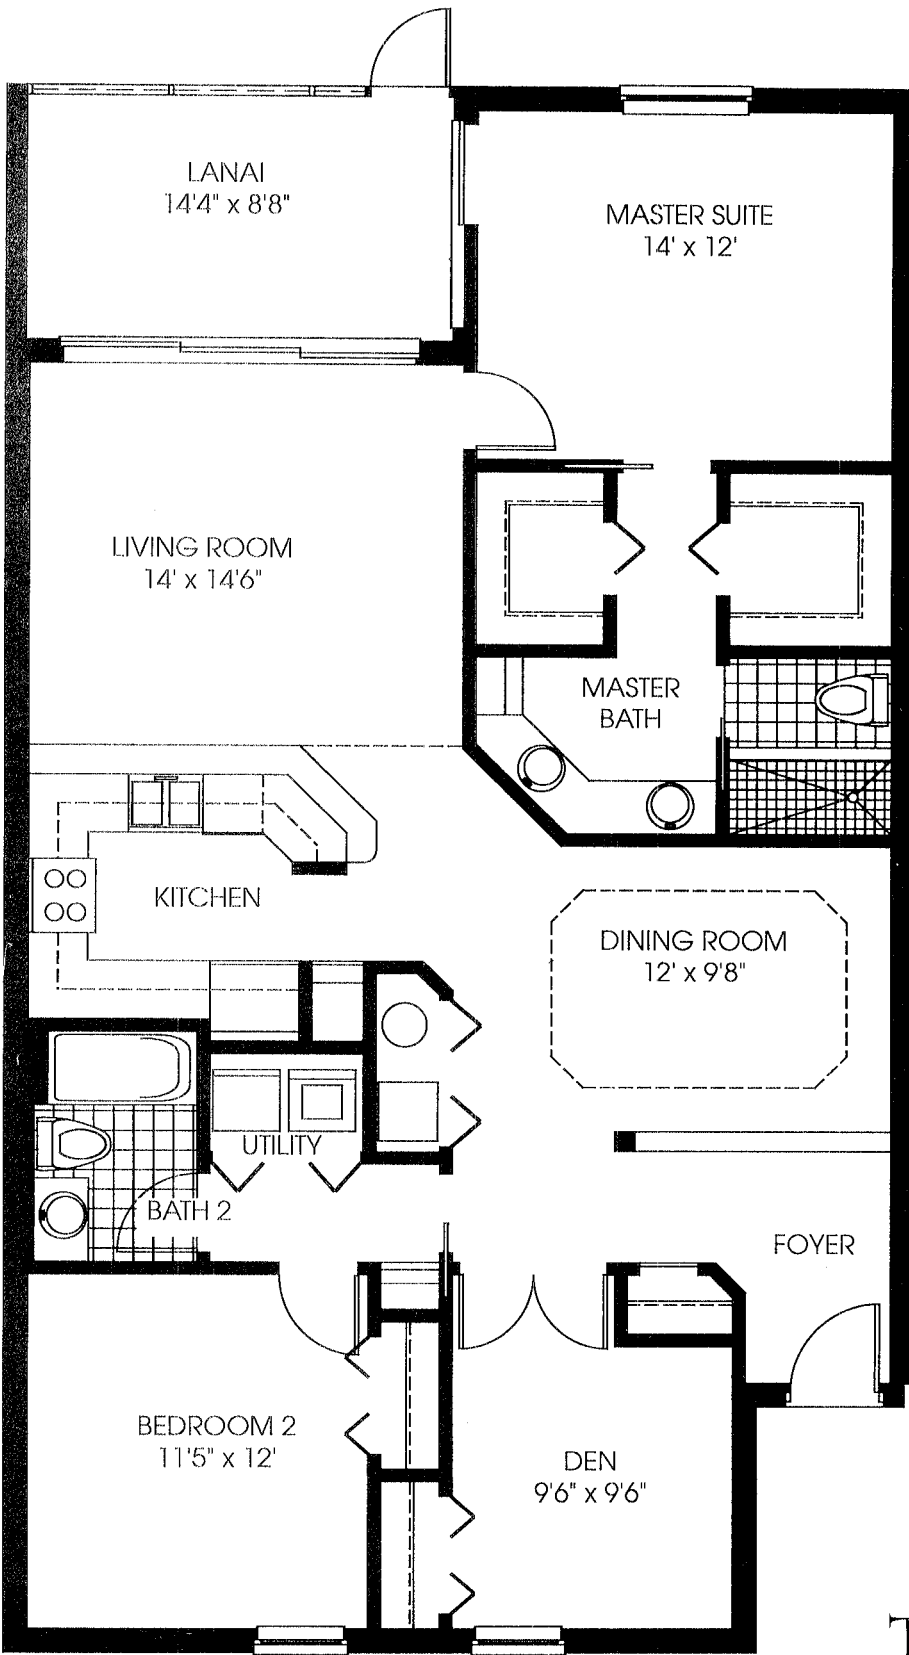 LANAI
14'4" x 8'8"
MASTER SUITE
14' x 12'
LIVING ROOM
14' x 14'6"
MASTER
BATH
KITCHEN
DINING ROOM
12' x 9'8"
UTILITY
BATH 2
FOYER
BEDROOM 2
11'5" x 12'
DEN
9'6" x 9'6"